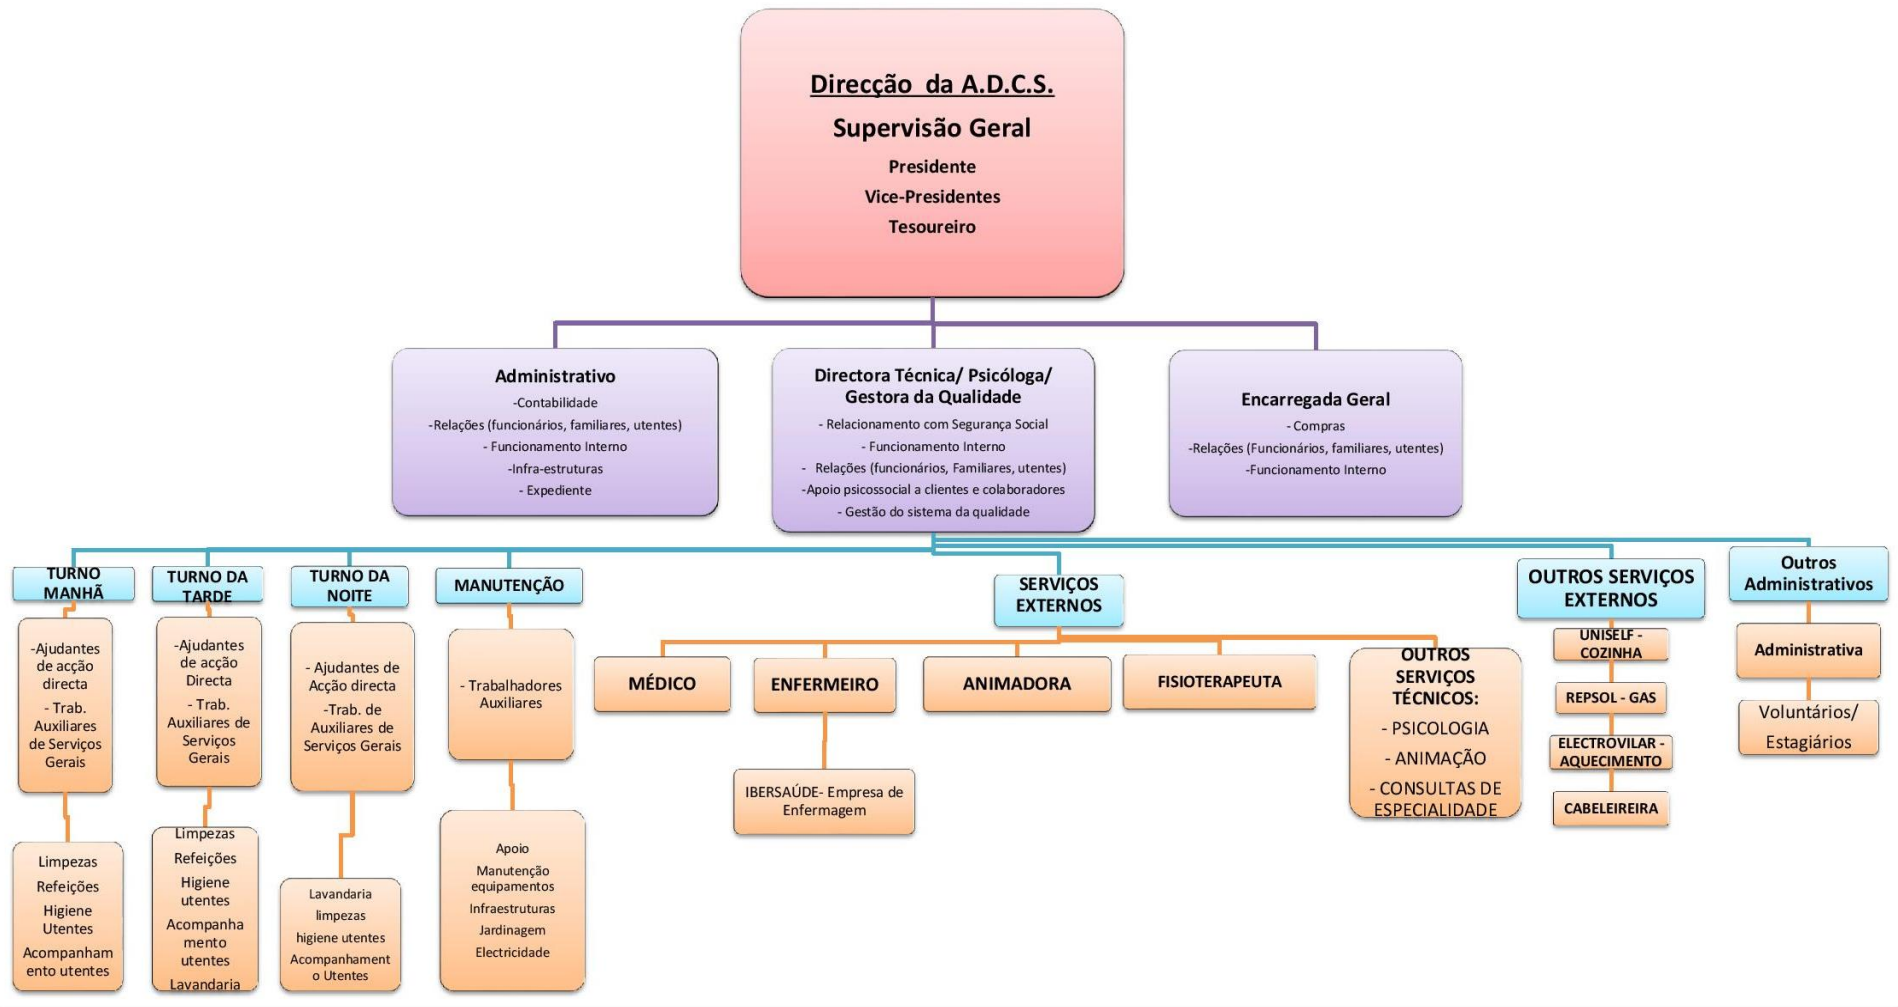 Direcção da A.D.C.S.
Supervisão Geral
Presidente
Vice-Presidentes
Tesoureiro
Administrativo
-Contabilidade
-Relações (funcionários, familiares, utentes)
- Funcionamento Interno
-Infra-estruturas
- Expediente
Directora Técnica/ Psicóloga/
Gestora da Qualidade
- Relacionamento com Segurança Social
- Funcionamento Interno
- Relações (funcionários, Familiares, utentes)
-Apoio psicossocial a clientes e colaboradores
- Gestão do sistema da qualidade
Encarregada Geral
- Compras
-Relações (Funcionários, familiares, utentes)
-Funcionamento Interno
TURNO
MANHÃ
-Ajudantes
de acção
directa
- Trab.
Auxiliares
de Serviços
Gerais
Limpezas
Refeições
Higiene
Utentes
Acompanham
ento utentes
TURNO DA
TARDE
-Ajudantes
de acção
Directa
- Trab.
Auxiliares de
Serviços
Gerais
Limpezas
Refeições
Higiene
utentes
Acompanha
mento
utentes
Lavandaria
TURNO DA
NOITE
- Ajudantes de
Acção directa
-Trab. de
Auxiliares de
Serviços Gerais
Lavandaria
limpezas
higiene utentes
Acompanhament
o Utentes
MANUTENÇÃO
- Trabalhadores
Auxiliares
Apoio
Manutenção
equipamentos
Infraestruturas
Jardinagem
Electricidade
SERVIÇOS
EXTERNOS
MÉDICO
ENFERMEIRO
IBERSAÚDE- Empresa de
Enfermagem
ANIMADORA
FISIOTERAPEUTA
OUTROS
SERVIÇOS
TÉCNICOS:
- PSICOLOGIA
- ANIMAÇÃO
- CONSULTAS DE
ESPECIALIDADE
OUTROS SERVIÇOS
EXTERNOS
UNISELF -
COZINHA
REPSOL - GAS
ELECTROVILAR -
AQUECIMENTO
CABELEIREIRA
Outros
Administrativos
Administrativa
Voluntários/
Estagiários